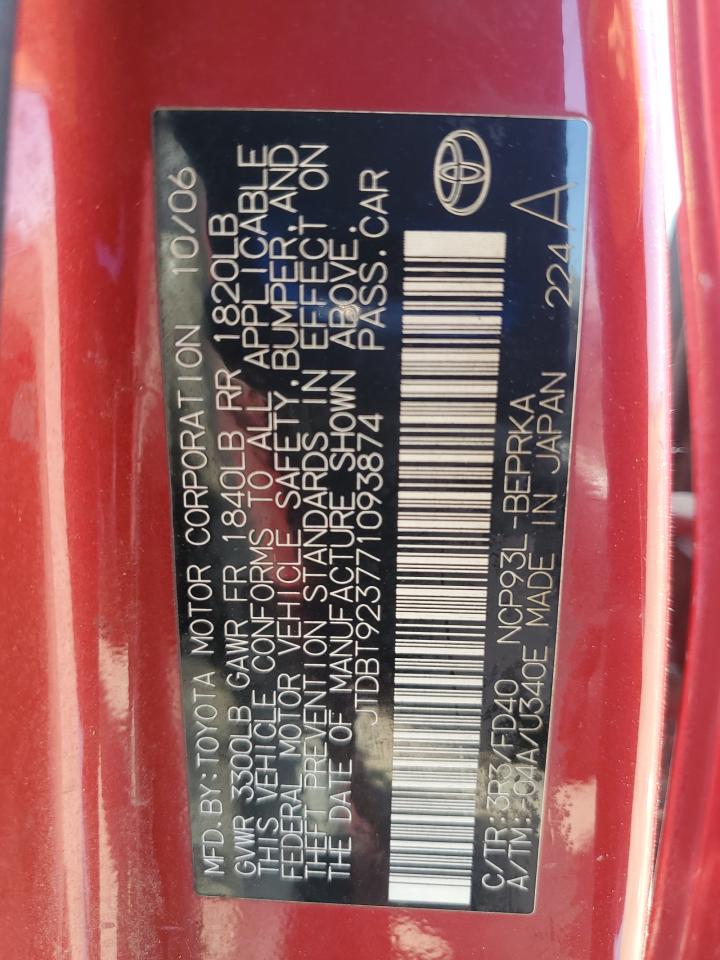 MFD. BY: TOYOTA MOTOR CORPORATION 10/06
GVWR 3300LB GAWR FR 1840LB RR 1820LB
THIS VEHICLE CONFORMS TO ALL APPLICABLE
FEDERAL MOTOR VEHICLE SAFETY, BUMPER, AND
THEFT PREVENTION STANDARDS IN EFFECT ON
THE DATE OF MANUFACTURE SHOWN ABOVE.
JTDBT923771093874 PASS. CAR
C/TR: 3R3/FD40 NCP93L-BEPRKA
A/TM: -04A/U340E MADE IN JAPAN 224 A